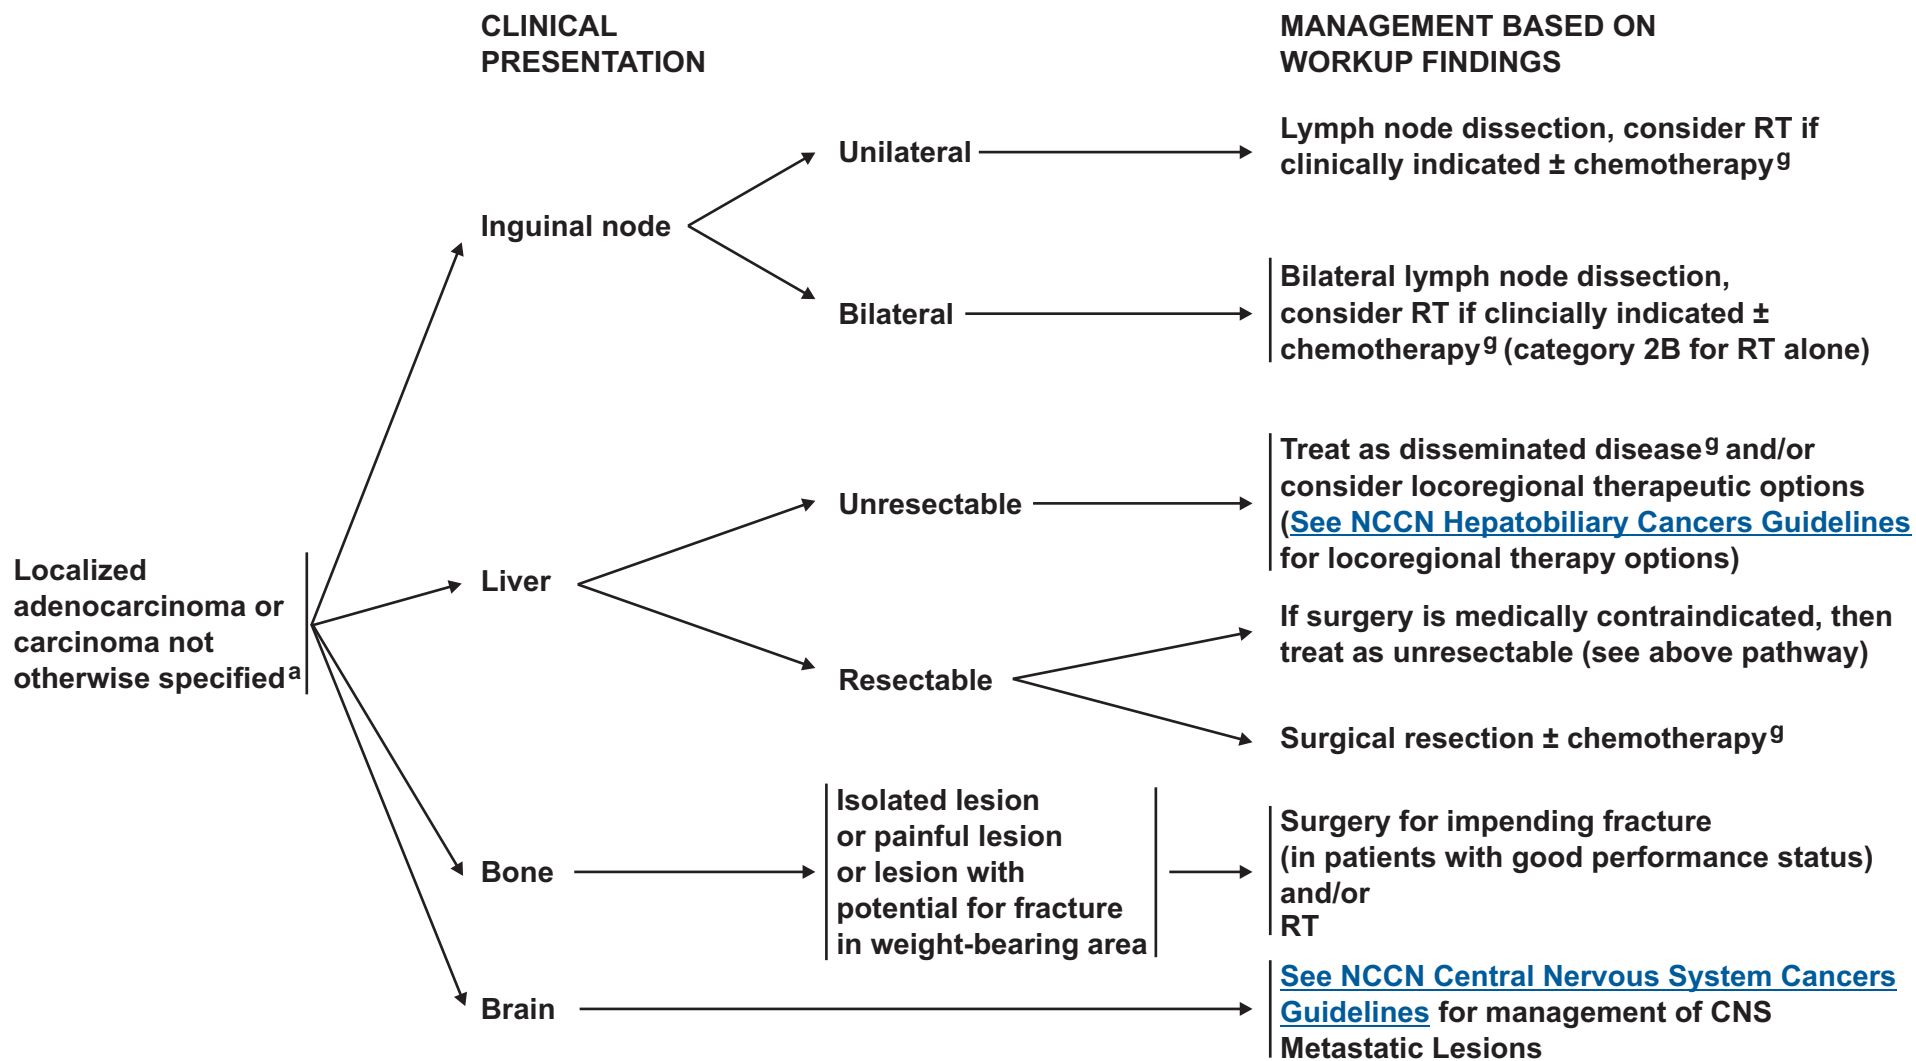 CLINICAL
PRESENTATION
MANAGEMENT BASED ON
WORKUP FINDINGS
Localized
adenocarcinoma or
carcinoma not
otherwise specifiedᵃ
Inguinal node
Unilateral
Lymph node dissection, consider RT if
clinically indicated ± chemotherapyᵍ
Bilateral
Bilateral lymph node dissection,
consider RT if clincially indicated ±
chemotherapyᵍ (category 2B for RT alone)
Liver
Unresectable
Treat as disseminated diseaseᵍ and/or
consider locoregional therapeutic options
(See NCCN Hepatobiliary Cancers Guidelines
for locoregional therapy options)
Resectable
If surgery is medically contraindicated, then
treat as unresectable (see above pathway)
Surgical resection ± chemotherapyᵍ
Bone
Isolated lesion
or painful lesion
or lesion with
potential for fracture
in weight-bearing area
Surgery for impending fracture
(in patients with good performance status)
and/or
RT
Brain
See NCCN Central Nervous System Cancers
Guidelines for management of CNS
Metastatic Lesions